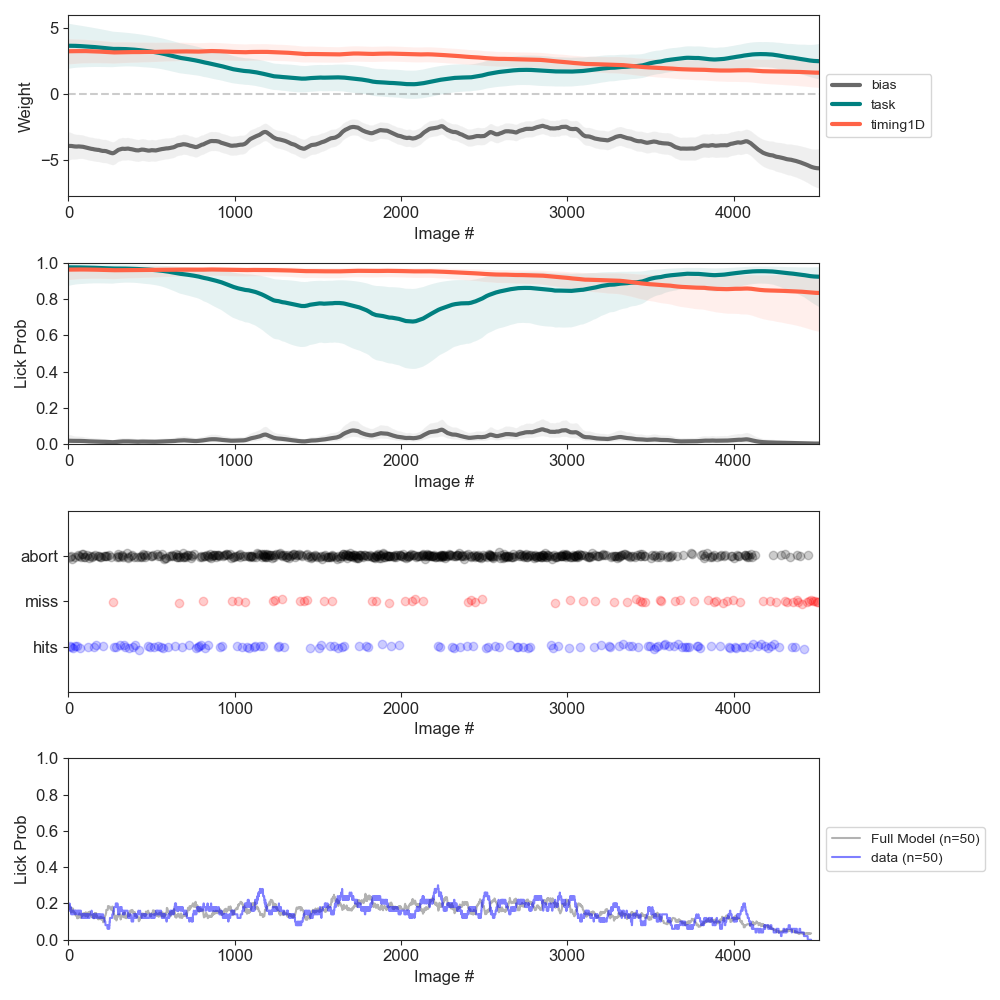 5
0
−5
Weight
0 1000 2000 3000 4000
Image #
bias
task
timing1D
1.0
0.8
0.6
0.4
0.2
0.0
Lick Prob
0 1000 2000 3000 4000
Image #
abort
miss
hits
0 1000 2000 3000 4000
Image #
1.0
0.8
0.6
0.4
0.2
0.0
Lick Prob
0 1000 2000 3000 4000
Image #
Full Model (n=50)
data (n=50)